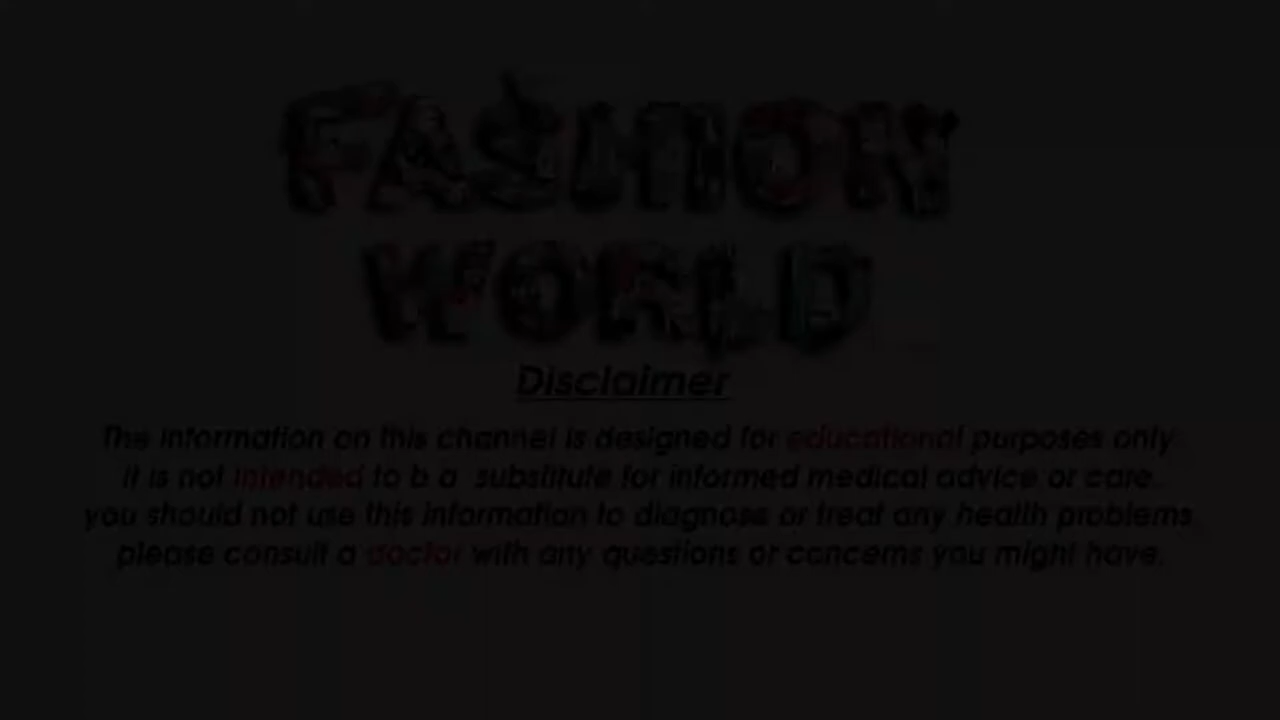 FASHION
WORLD
Disclaimer
The information on this channel is designed for educational purposes only.
it is not intended to b a substitute for informed medical advice or care.
you should not use this information to diagnose or treat any health problems
please consult a doctor with any questions or concerns you might have.